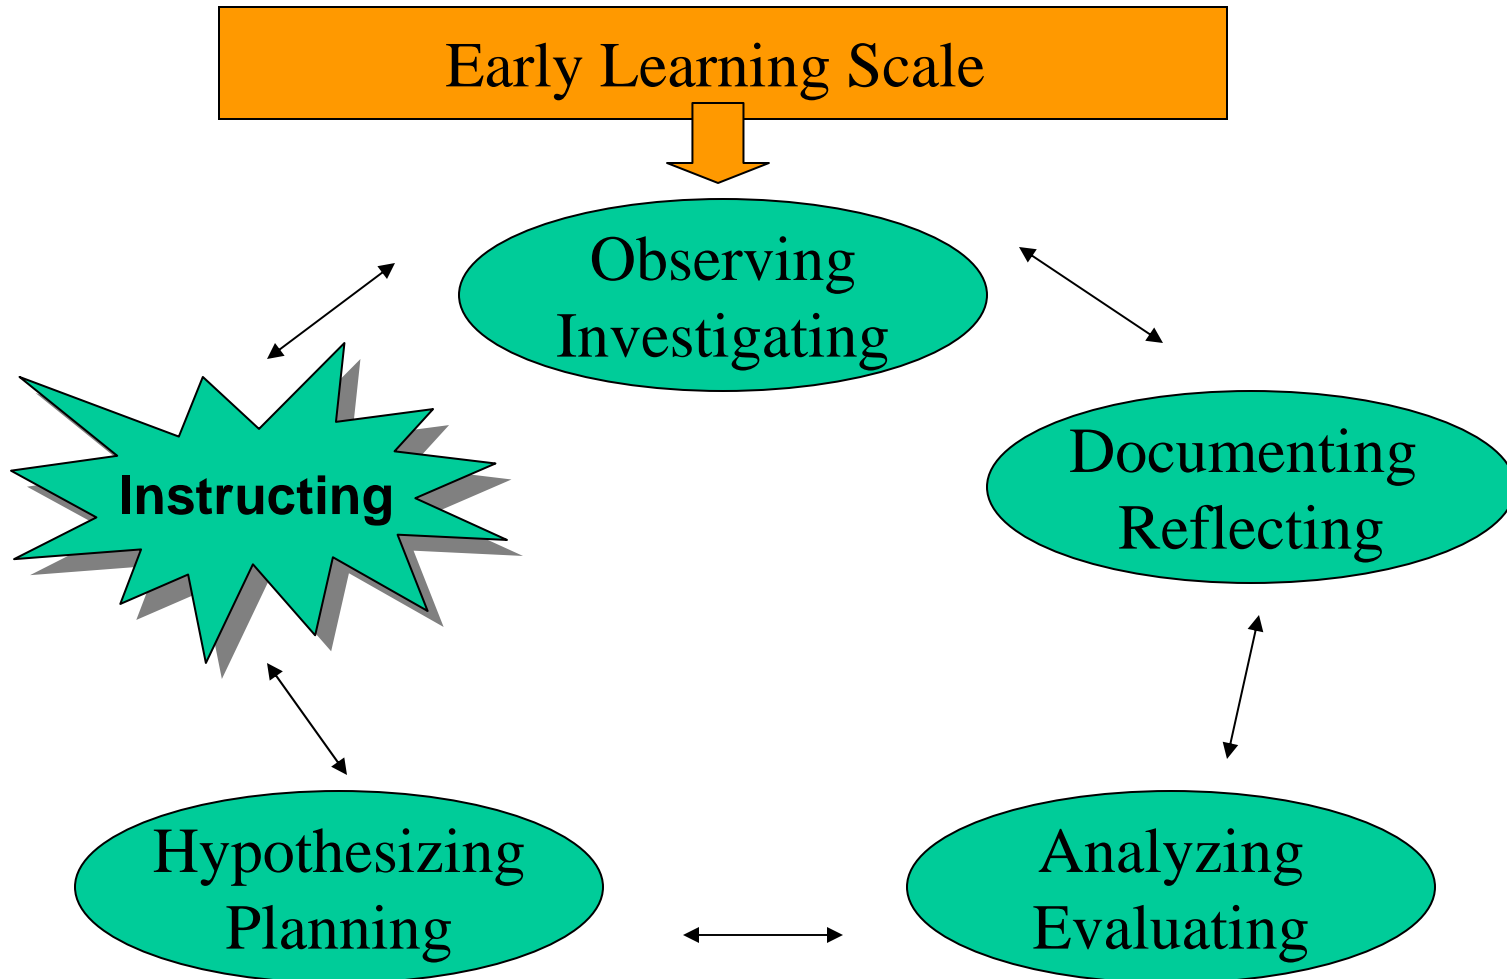 Early Learning Scale
Observing
Investigating
Documenting
Reflecting
Instructing
Hypothesizing
Planning
Analyzing
Evaluating